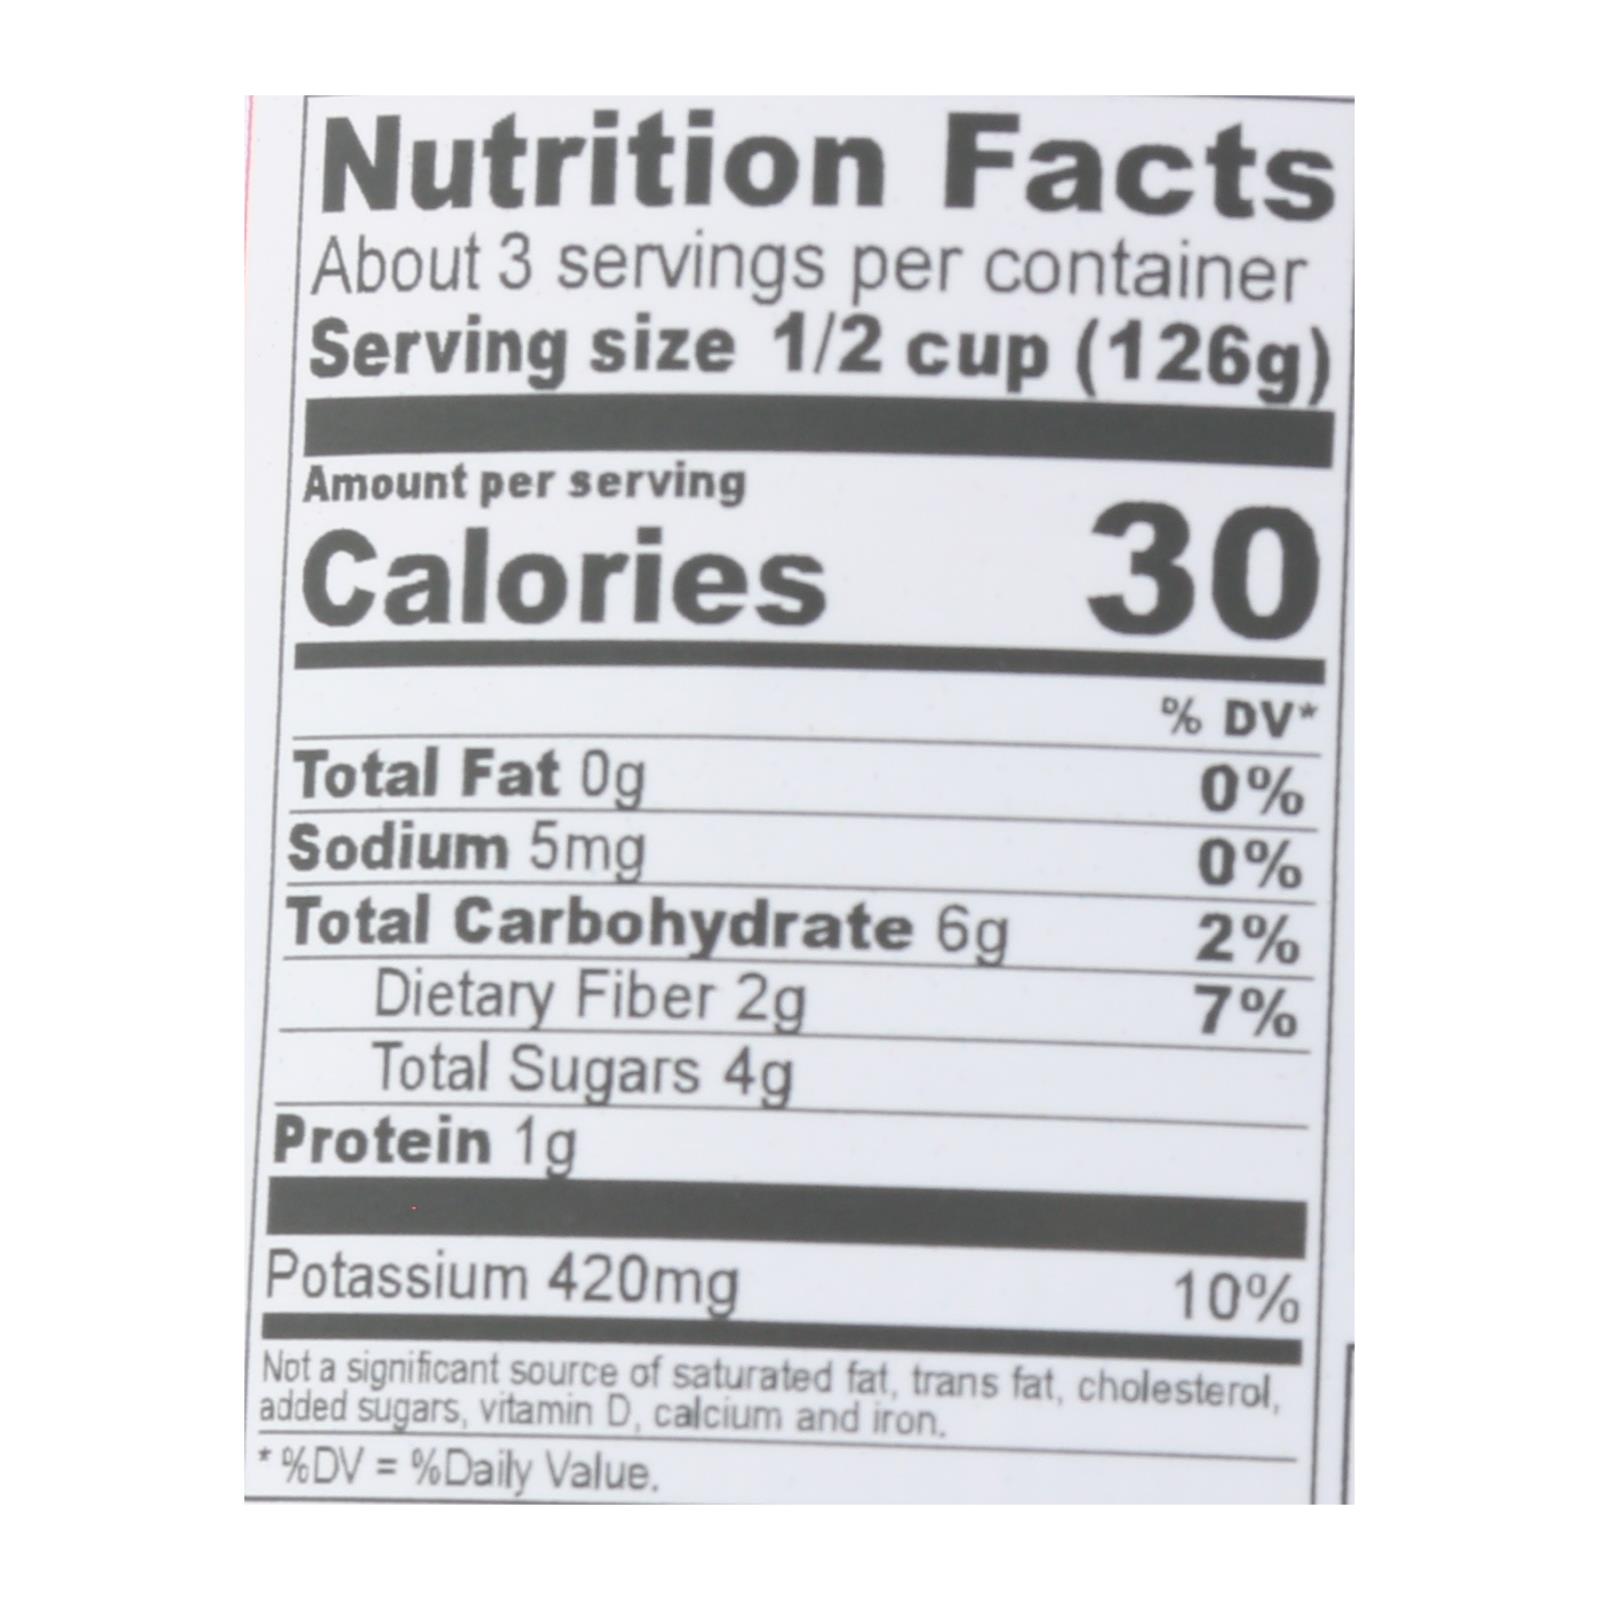 Nutrition Facts
About 3 servings per container
Serving size 1/2 cup (126g)
Amount per serving
Calories 30
% DV*
Total Fat 0g 0%
Sodium 5mg 0%
Total Carbohydrate 6g 2%
Dietary Fiber 2g 7%
Total Sugars 4g
Protein 1g
Potassium 420mg 10%
Not a significant source of saturated fat, trans fat, cholesterol,
added sugars, vitamin D, calcium and iron.
* %DV = %Daily Value.